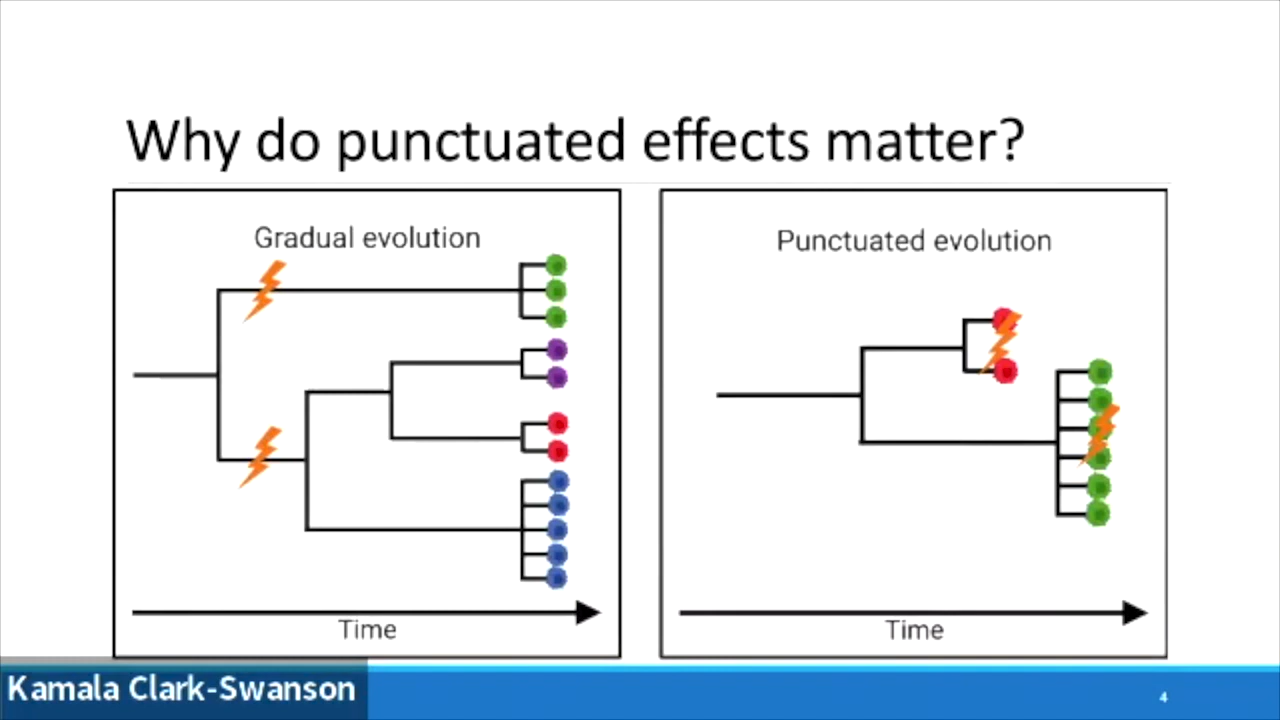 Why do punctuated effects matter?
Gradual evolution
Time
Punctuated evolution
Time
Kamala Clark-Swanson
4